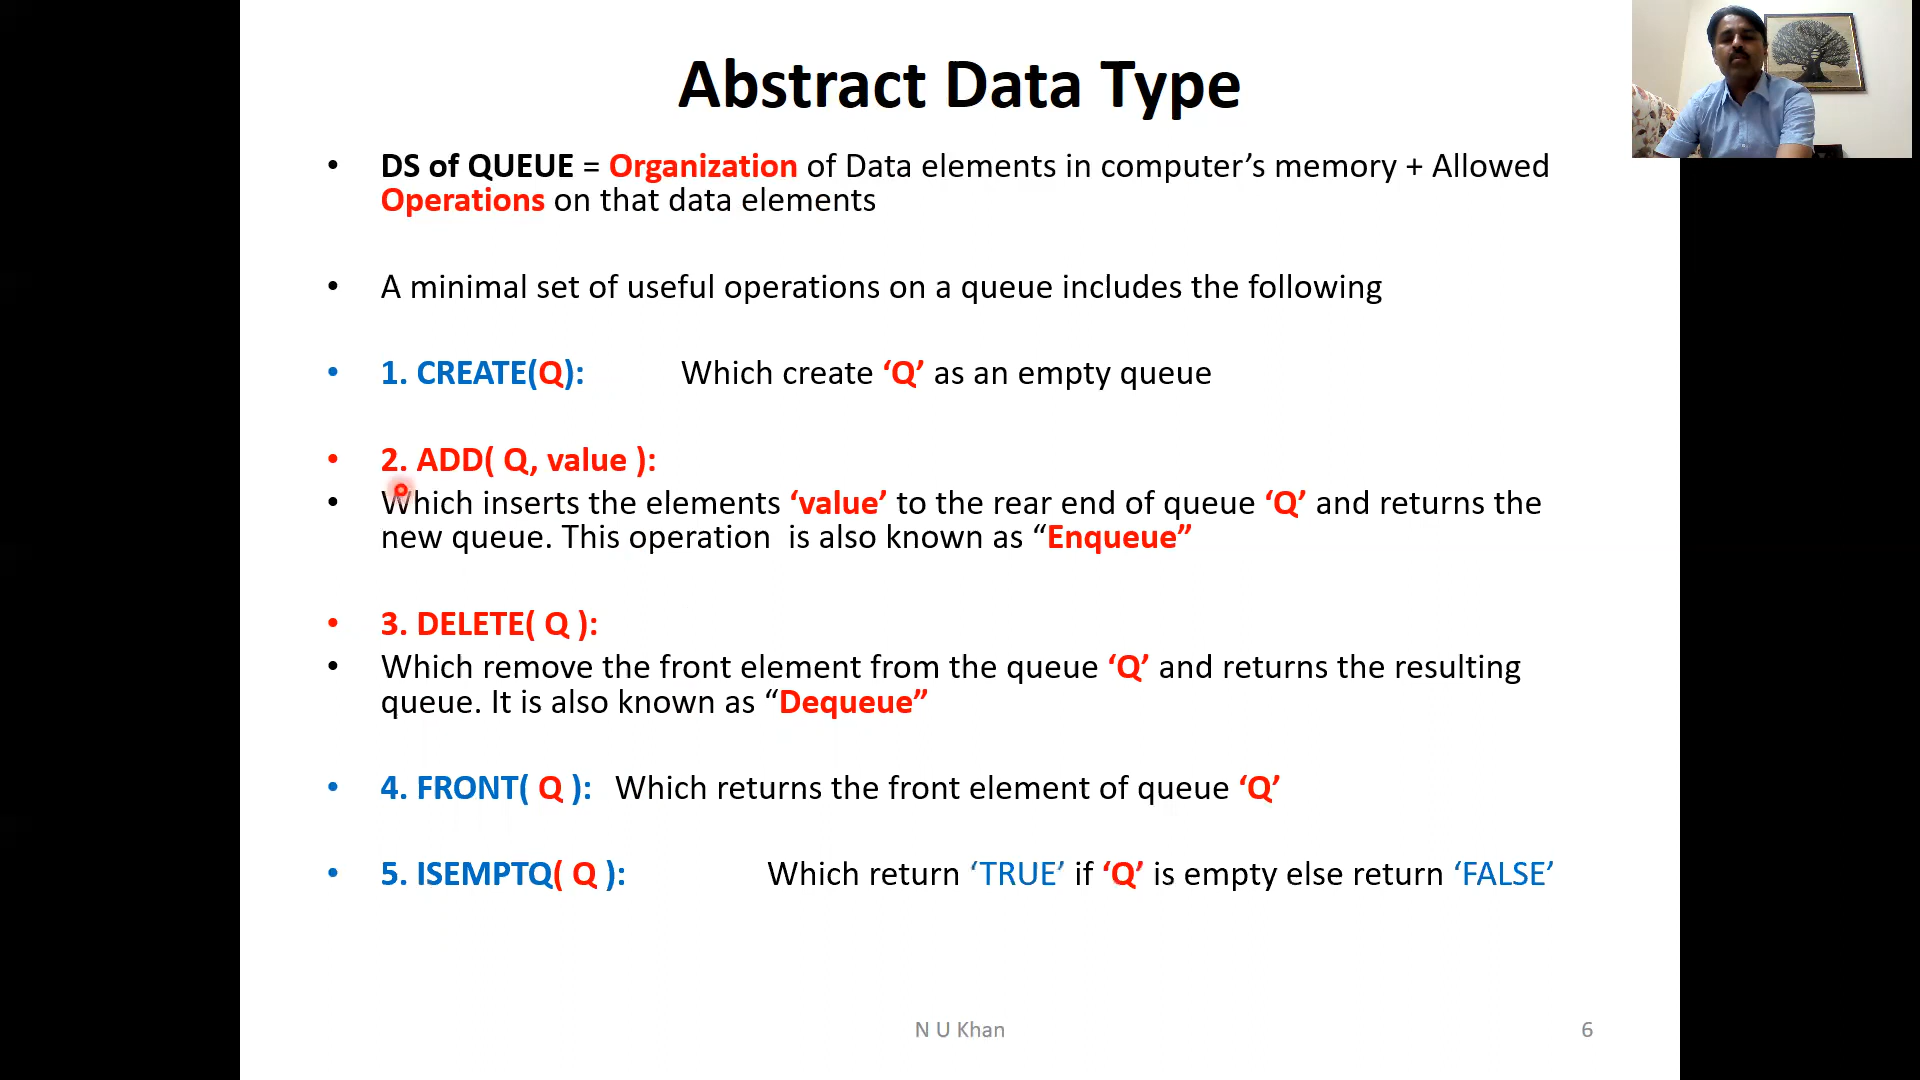 Abstract Data Type
• DS of QUEUE = Organization of Data elements in computer’s memory + Allowed
Operations on that data elements
• A minimal set of useful operations on a queue includes the following
• 1. CREATE(Q): Which create ‘Q’ as an empty queue
• 2. ADD( Q, value ):
• Which inserts the elements ‘value’ to the rear end of queue ‘Q’ and returns the
new queue. This operation is also known as “Enqueue”
• 3. DELETE( Q ):
• Which remove the front element from the queue ‘Q’ and returns the resulting
queue. It is also known as “Dequeue”
• 4. FRONT( Q ): Which returns the front element of queue ‘Q’
• 5. ISEMPTQ( Q ): Which return ‘TRUE’ if ‘Q’ is empty else return ‘FALSE’
N U Khan 6